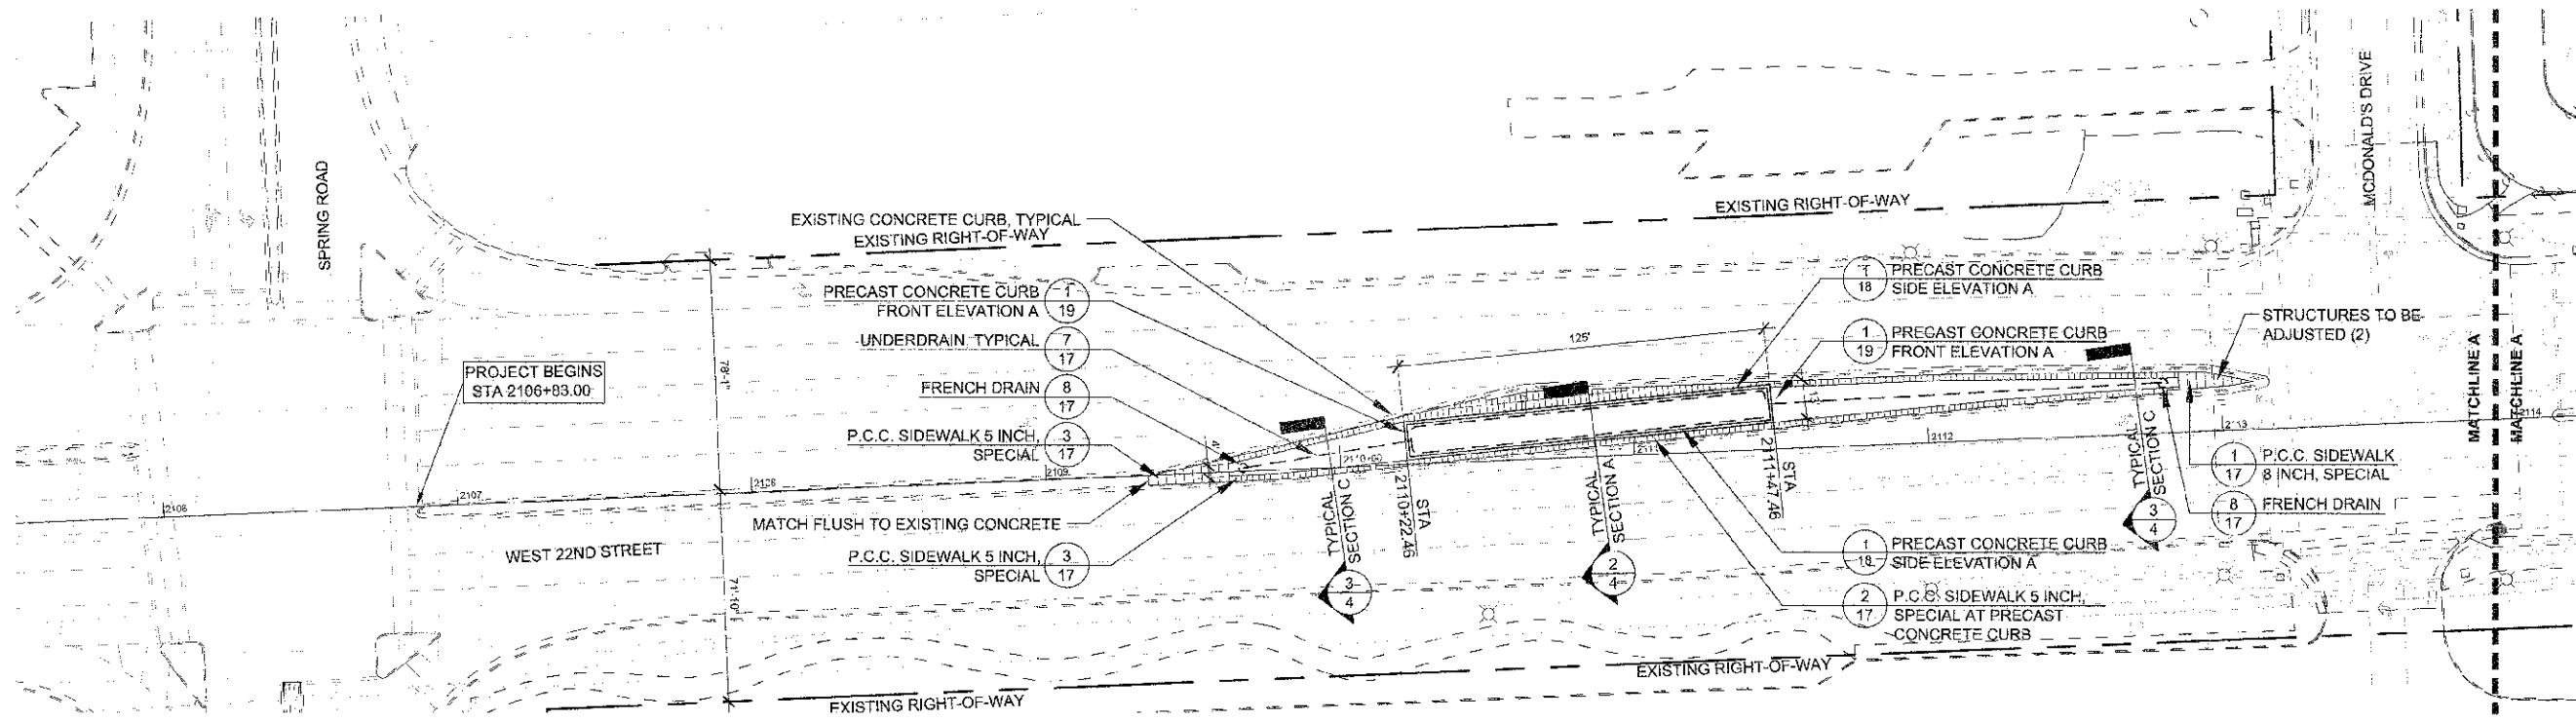 SPRING ROAD
MCDONALD'S DRIVE
EXISTING CONCRETE CURB, TYPICAL
EXISTING RIGHT-OF-WAY
EXISTING RIGHT-OF-WAY
PRECAST CONCRETE CURB
FRONT ELEVATION A
1
19
UNDERDRAIN, TYPICAL
7
17
FRENCH DRAIN
8
17
P.C.C. SIDEWALK 5 INCH,
SPECIAL
3
17
PROJECT BEGINS
STA 2106+83.00
78'-1"
125'
1
18
PRECAST CONCRETE CURB
SIDE ELEVATION A
1
19
PRECAST CONCRETE CURB
FRONT ELEVATION A
STRUCTURES TO BE
ADJUSTED (2)
MATCHLINE A
MATCHLINE A
2106
2107
2108
2109
2110+00
2112
2113
2114
MATCH FLUSH TO EXISTING CONCRETE
WEST 22ND STREET
P.C.C. SIDEWALK 5 INCH,
SPECIAL
3
17
71'-10"
TYPICAL
SECTION C
3
4
STA
2110+22.46
TYPICAL
SECTION A
2
4
STA
2111+47.46
TYPICAL
SECTION C
3
4
1
17
P.C.C. SIDEWALK
8 INCH, SPECIAL
8
17
FRENCH DRAIN
1
18
PRECAST CONCRETE CURB
SIDE ELEVATION A
2
17
P.C.C. SIDEWALK 5 INCH,
SPECIAL AT PRECAST
CONCRETE CURB
EXISTING RIGHT-OF-WAY
EXISTING RIGHT-OF-WAY